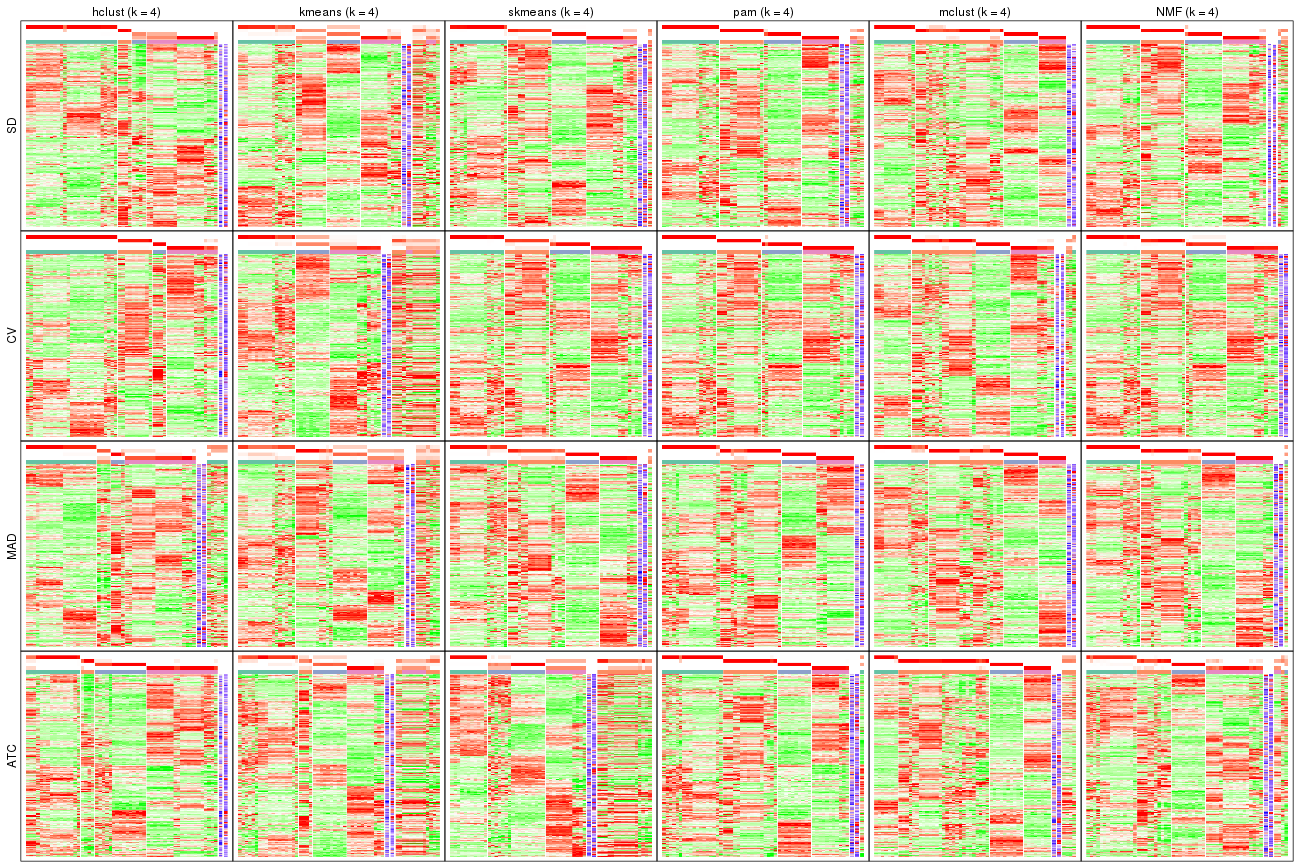 hclust (k = 4) kmeans (k = 4) skmeans (k = 4) pam (k = 4) mclust (k = 4) NMF (k = 4)
SD
CV
MAD
ATC